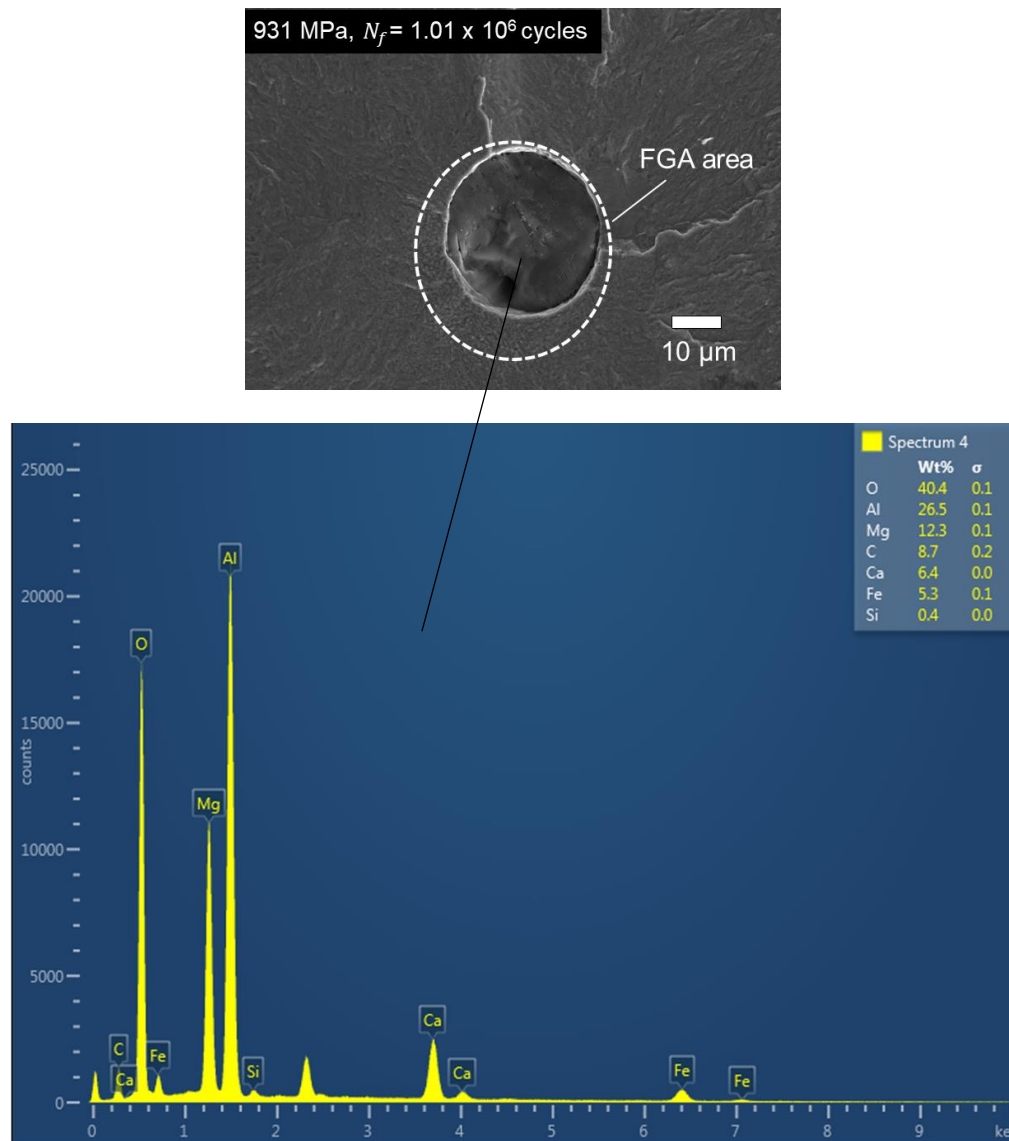 931 MPa, N_f = 1.01 x 10⁶ cycles
FGA area
10 μm
Spectrum 4
Wt% σ
O 40.4 0.1
Al 26.5 0.1
Mg 12.3 0.1
C 8.7 0.2
Ca 6.4 0.0
Fe 5.3 0.1
Si 0.4 0.0
25000
20000
15000
10000
5000
0
counts
Al
O
Mg
C
Ca
Fe
Si
Ca
Ca
Fe
Fe
0 1 2 3 4 5 6 7 8 9 ke